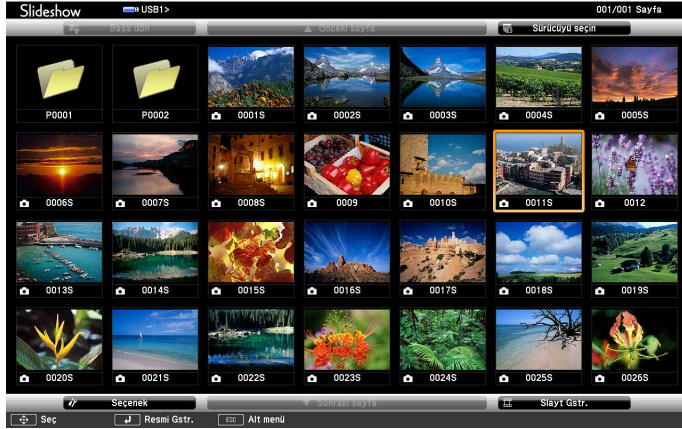 Slideshow USB1> 001/001 Sayfa
Başa dön Önceki sayfa Sürücüyü seçin
P0001 P0002 0001S 0002S 0003S 0004S 0005S
0006S 0007S 0008S 0009 0010S 0011S 0012
0013S 0014S 0015S 0016S 0017S 0018S 0019S
0020S 0021S 0022S 0023S 0024S 0025S 0026S
Seçenek Sonraki sayfa Slayt Gstr.
Seç Resmi Gstr. ESC Alt menü